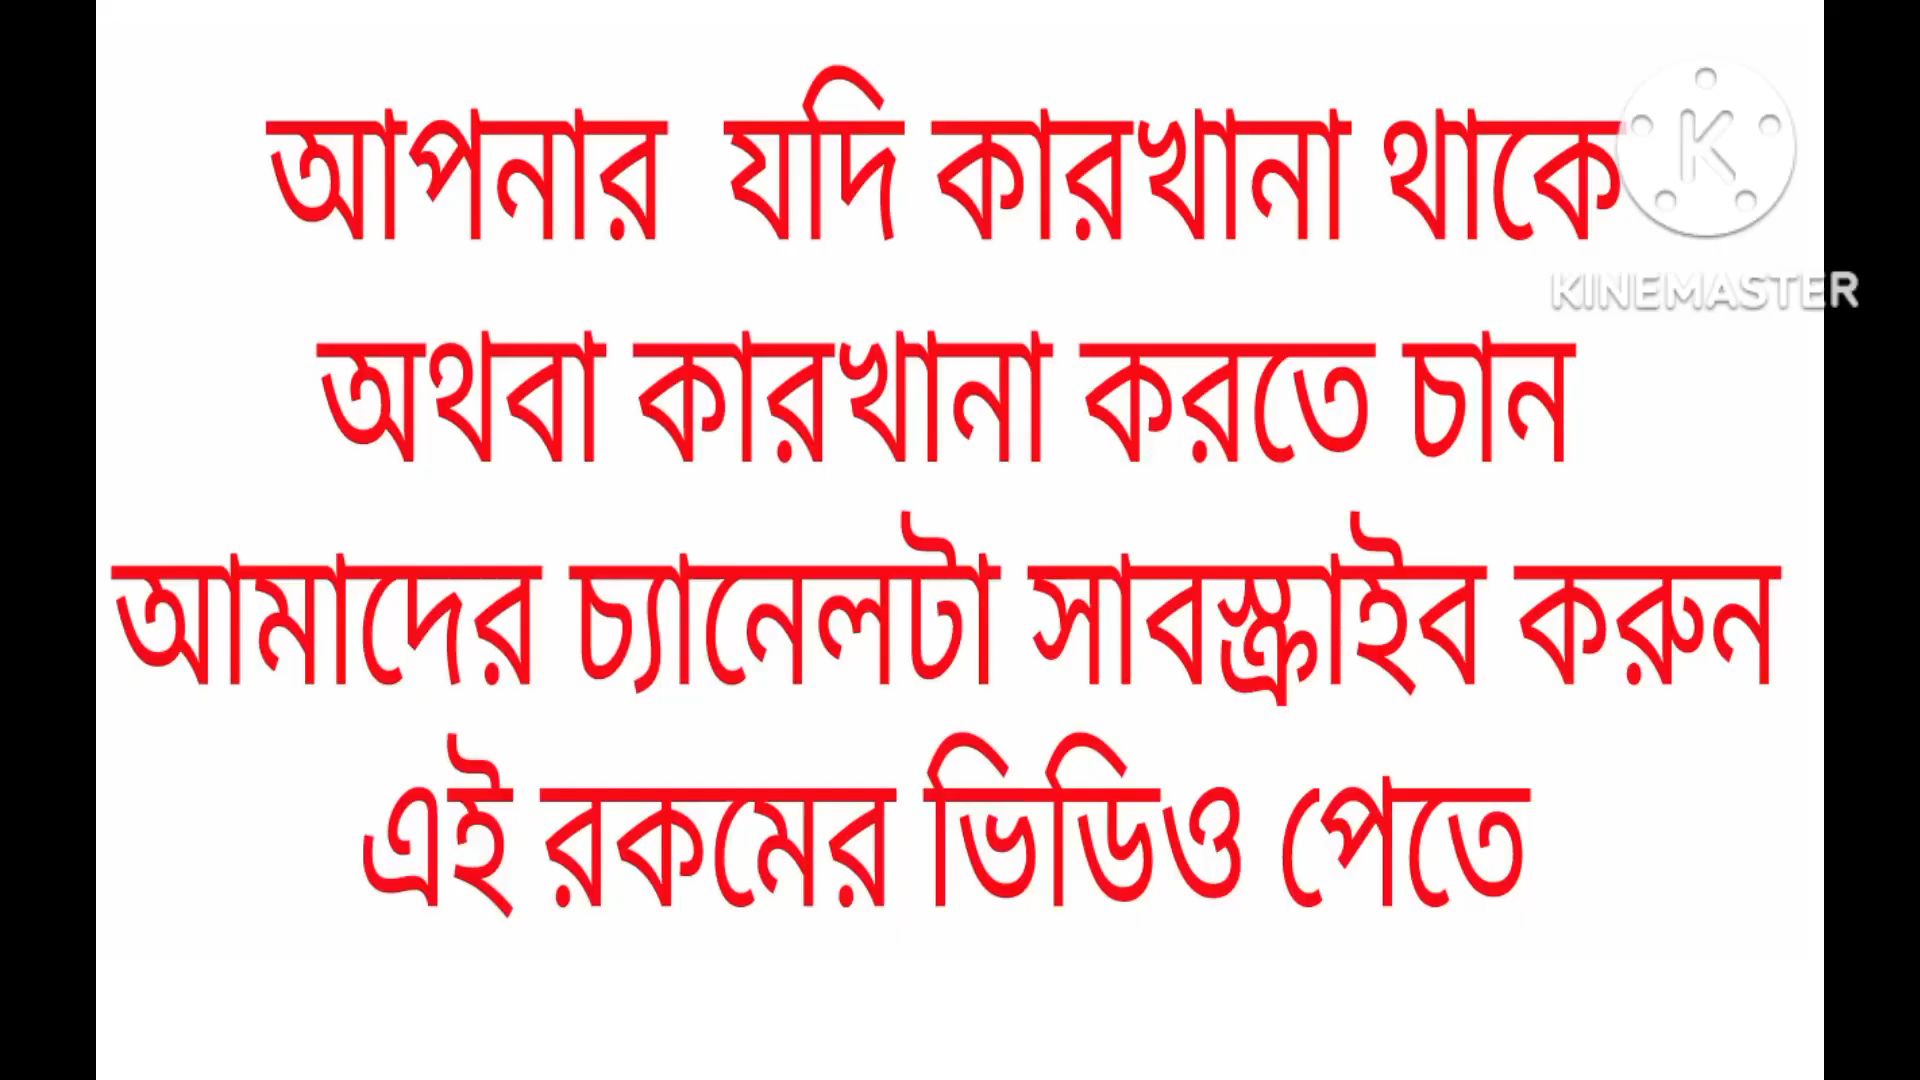 আপনার যদি কারখানা থাকে
K
KINEMASTER
অথবা কারখানা করতে চান
আমাদের চ্যানেলটা সাবস্ক্রাইব করুন
এই রকমের ভিডিও পেতে